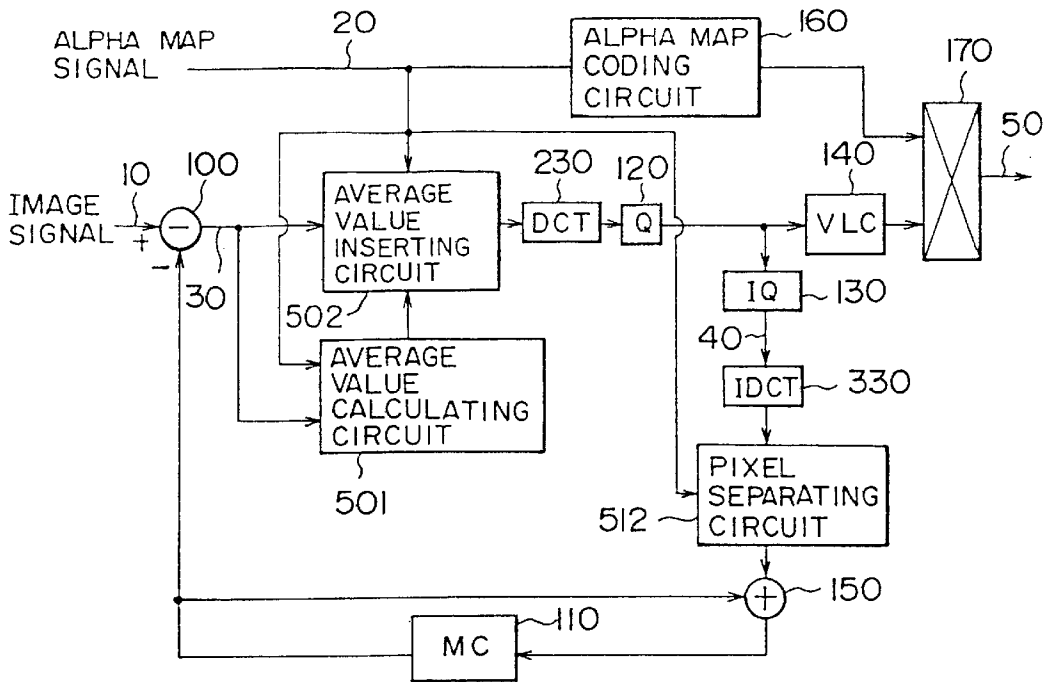 ALPHA MAP
SIGNAL
20
ALPHA MAP
CODING
CIRCUIT
160
170
50
IMAGE
SIGNAL
10
+
−
−
100
30
AVERAGE
VALUE
INSERTING
CIRCUIT
502
230
DCT
120
Q
140
VLC
IQ
130
40
IDCT
330
AVERAGE
VALUE
CALCULATING
CIRCUIT
501
PIXEL
SEPARATING
CIRCUIT
512
+
150
MC
110